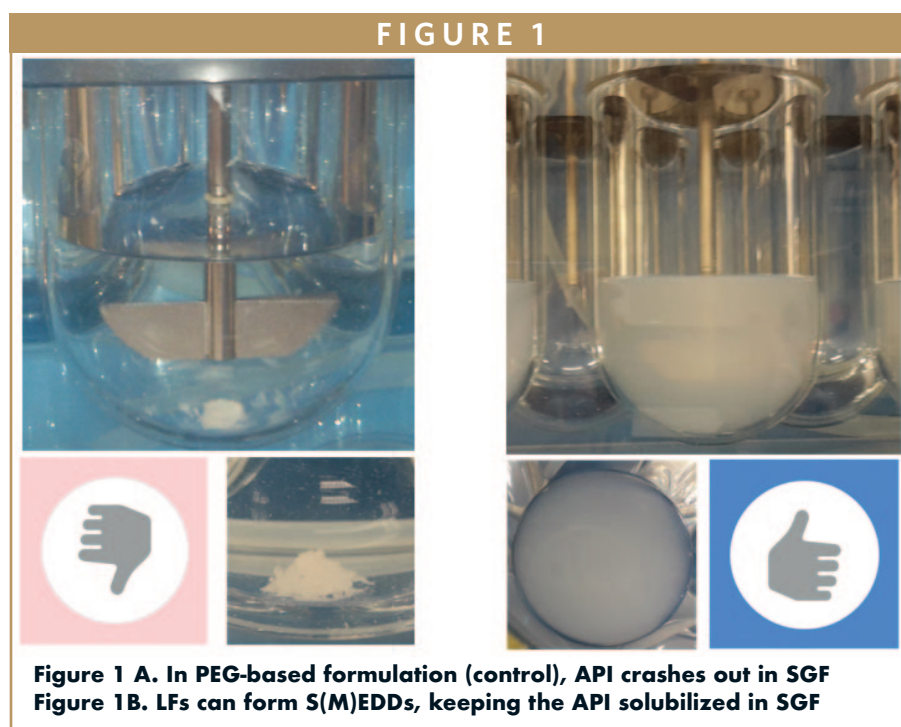 FIGURE 1
Figure 1 A. In PEG-based formulation (control), API crashes out in SGF
Figure 1B. LFs can form S(M)EDDs, keeping the API solubilized in SGF